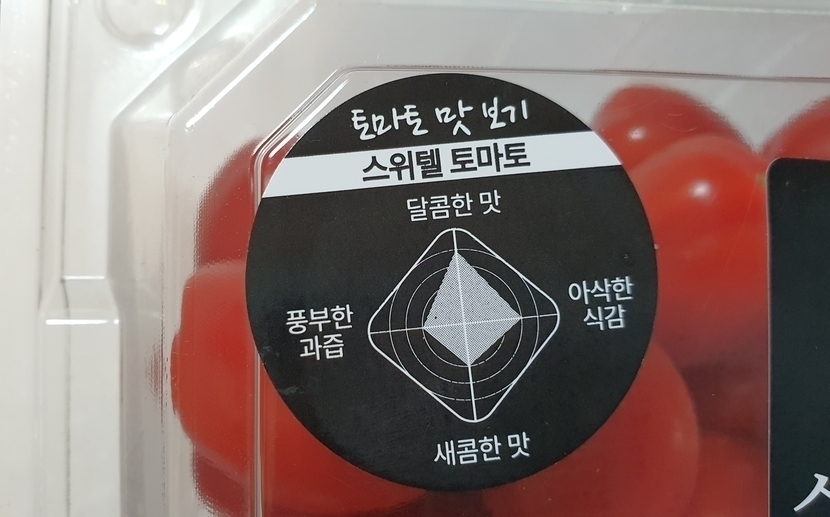 토마토 맛 보기
스위텔 토마토
달콤한 맛
아삭한
식감
풍부한
과즙
새콤한 맛